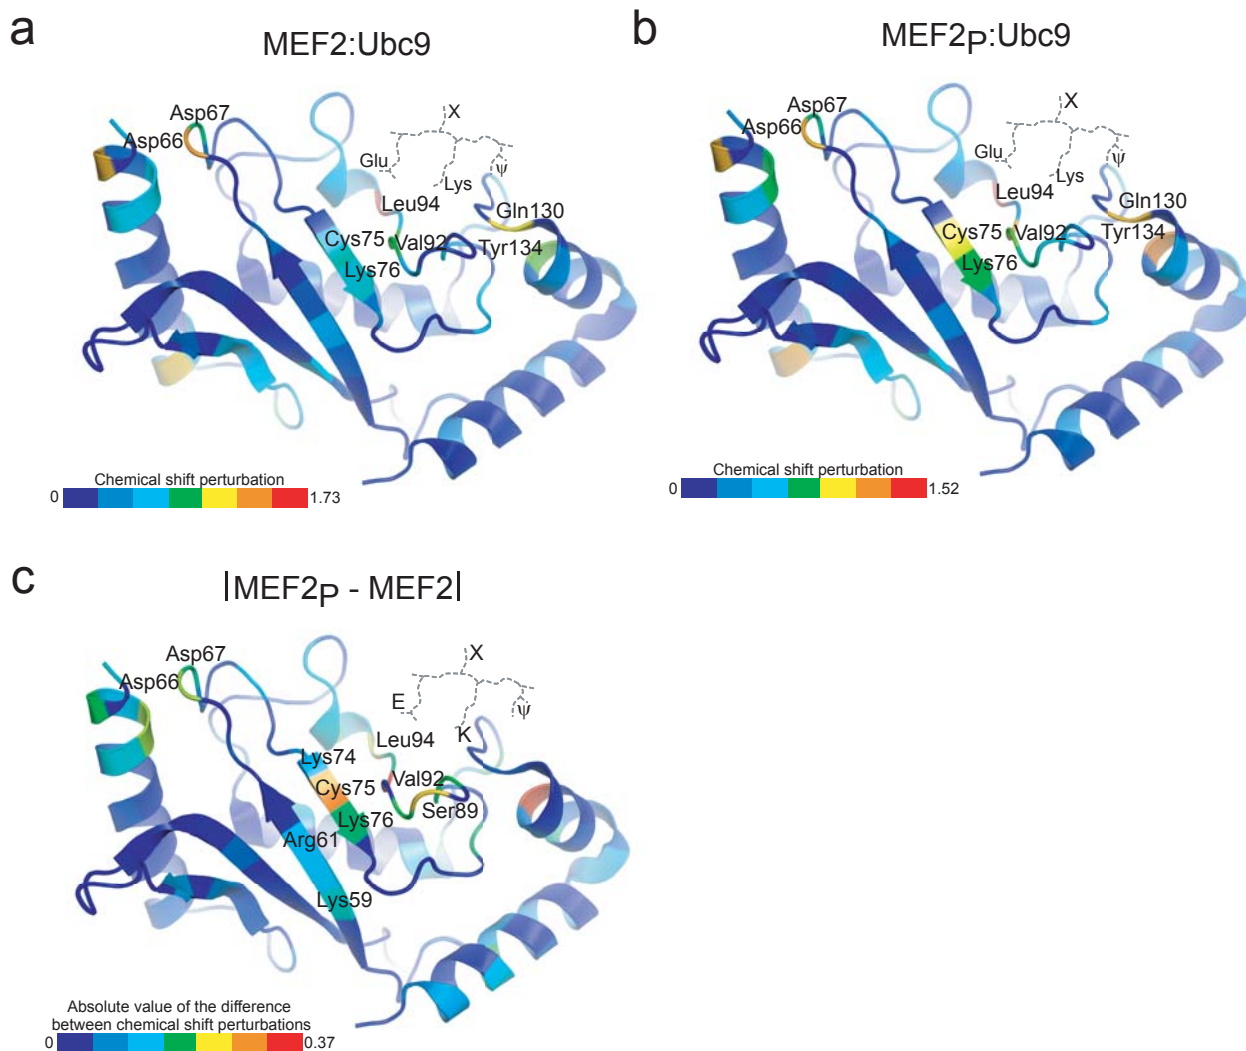 a
MEF2:Ubc9
Asp67
Asp66
X
Glu
Lys
ψ
Leu94
Gln130
Cys75
Val92
Tyr134
Lys76
Chemical shift perturbation
0
1.73
b
MEF2P:Ubc9
Asp67
Asp66
X
Glu
Lys
ψ
Leu94
Gln130
Cys75
Val92
Tyr134
Lys76
Chemical shift perturbation
0
1.52
c
|MEF2P - MEF2|
Asp67
Asp66
X
E
ψ
K
Leu94
Lys74
Cys75
Val92
Ser89
Lys76
Arg61
Lys59
Absolute value of the difference
between chemical shift perturbations
0
0.37